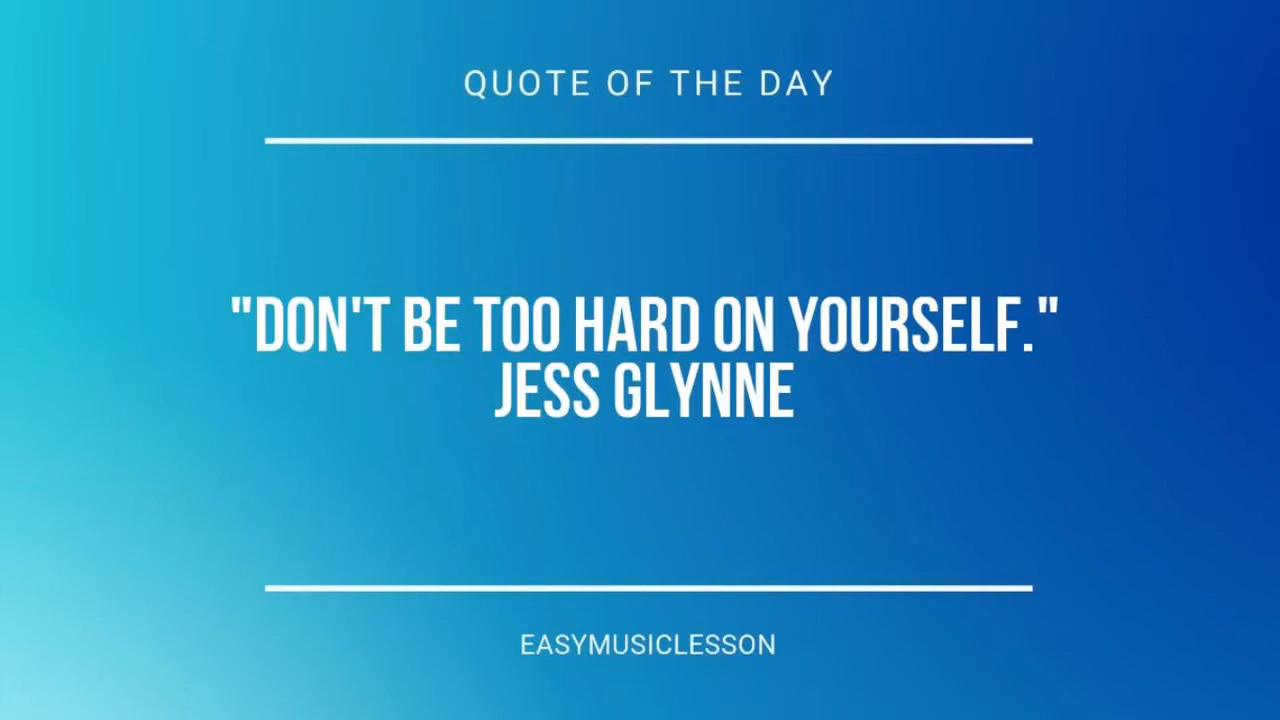 QUOTE OF THE DAY
"DON'T BE TOO HARD ON YOURSELF."
JESS GLYNNE
EASYMUSICLESSON